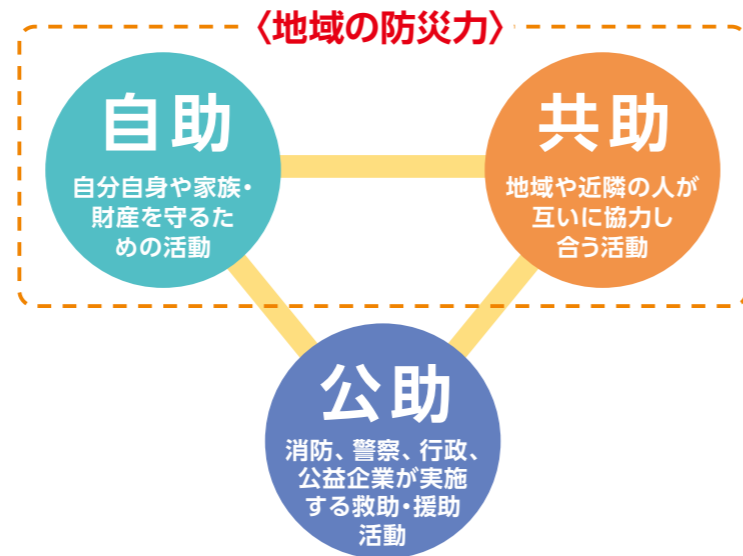 〈地域の防災力〉
自助
自分自身や家族・
財産を守るた
めの活動
共助
地域や近隣の人が
互いに協力し
合う活動
公助
消防、警察、行政、
公益企業が実施
する救助・援助
活動